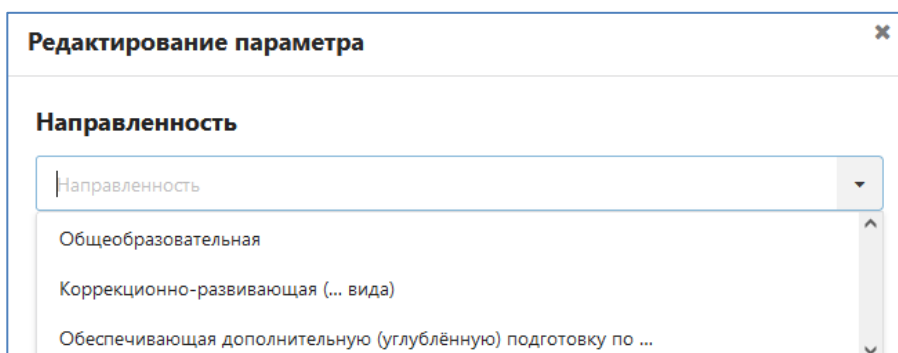 Редактирование параметра
Направленность
Направленность
Общеобразовательная
Коррекционно-развивающая (... вида)
Обеспечивающая дополнительную (углублённую) подготовку по ...